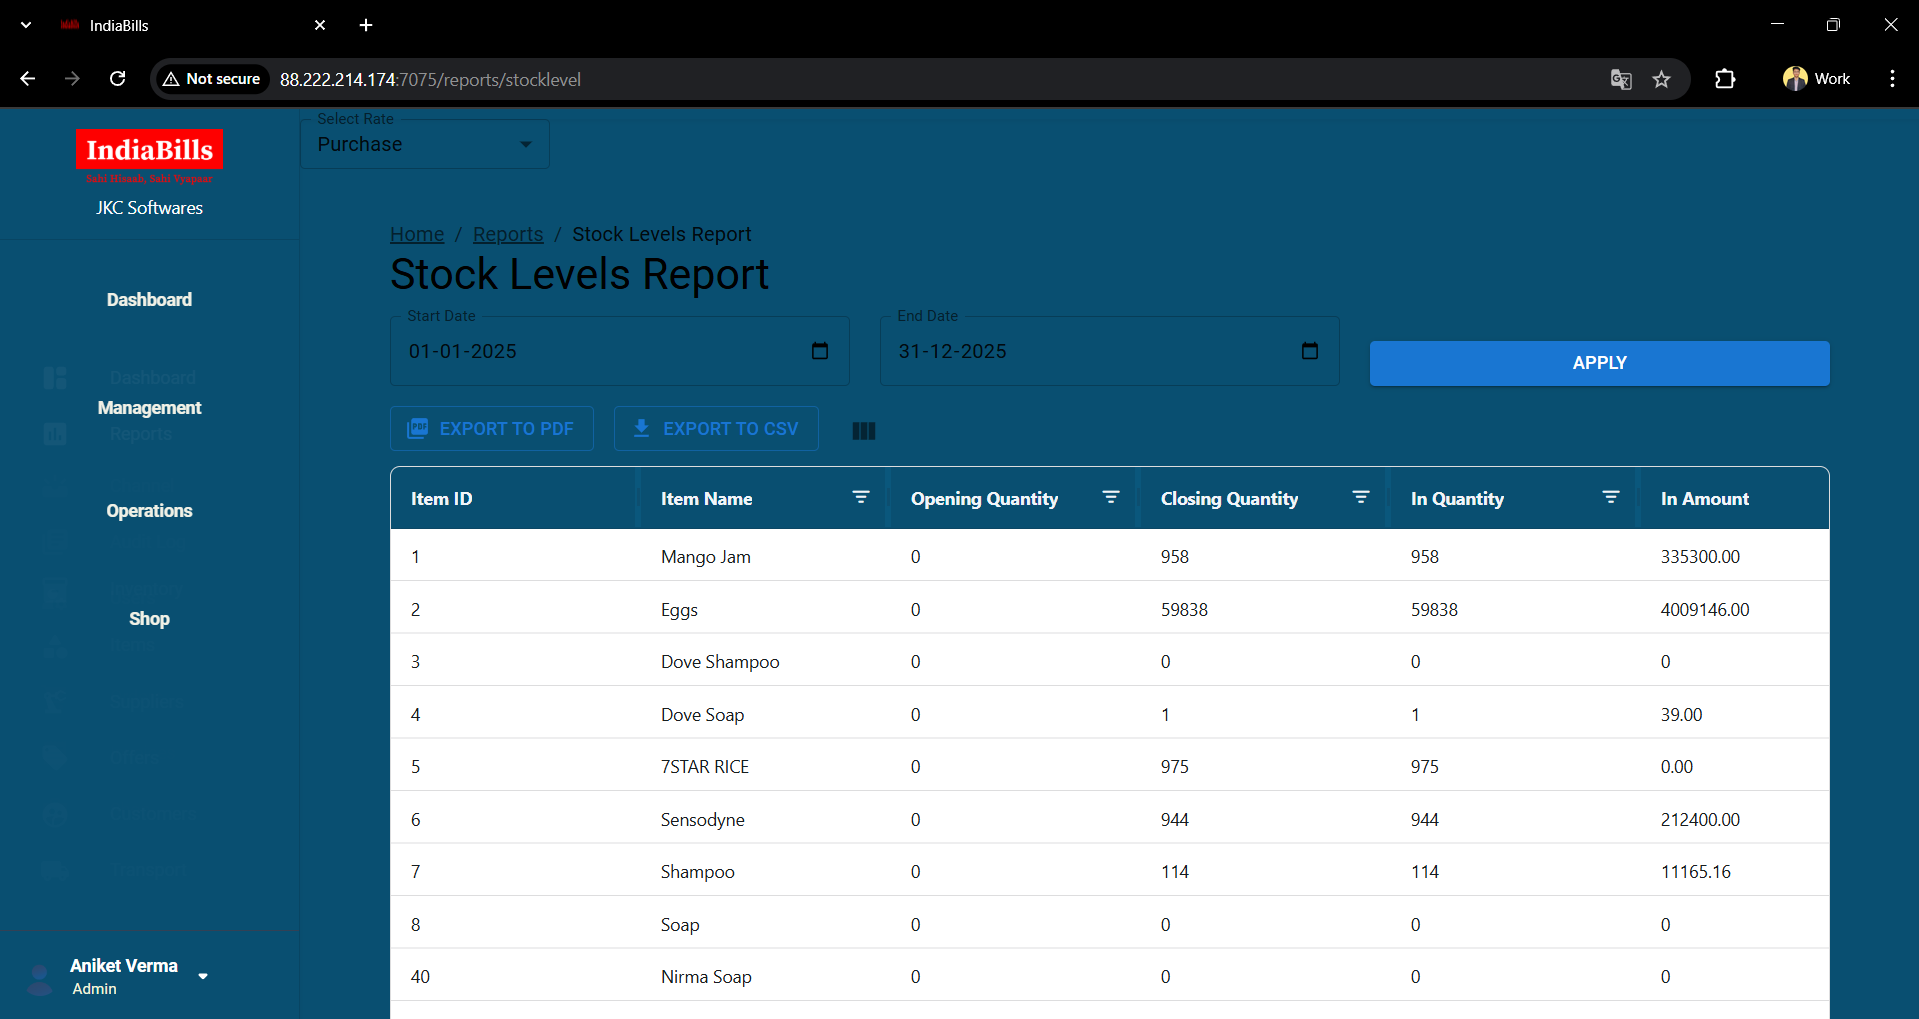 IndiaBills
Not secure
88.222.214.174:7075/reports/stocklevel
Work
IndiaBills
Sahi Hisaab, Sahi Vyapaar
JKC Softwares
Dashboard
Dashboard
Management
Reports
Operations
Inventory
Shop
Aniket Verma
Admin
Select Rate
Purchase
Home / Reports / Stock Levels Report
Stock Levels Report
Start Date
01-01-2025
End Date
31-12-2025
APPLY
PDF EXPORT TO PDF
EXPORT TO CSV
Item ID Item Name Opening Quantity Closing Quantity In Quantity In Amount
1 Mango Jam 0 958 958 335300.00
2 Eggs 0 59838 59838 4009146.00
3 Dove Shampoo 0 0 0 0
4 Dove Soap 0 1 1 39.00
5 7STAR RICE 0 975 975 0.00
6 Sensodyne 0 944 944 212400.00
7 Shampoo 0 114 114 11165.16
8 Soap 0 0 0 0
40 Nirma Soap 0 0 0 0